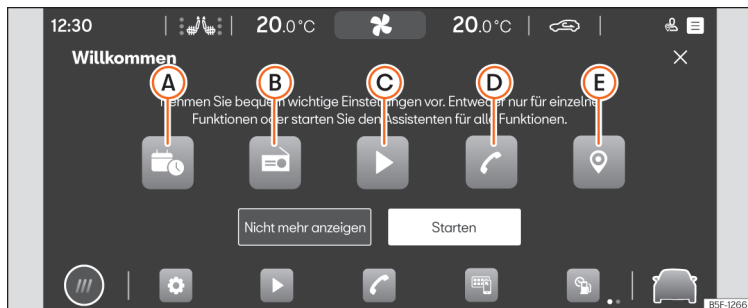 12:30 20.0°C 20.0°C
Willkommen
A B C D E
Nehmen Sie bequem wichtige Einstellungen vor. Entweder nur für einzelne
Funktionen oder starten Sie den Assistenten für alle Funktionen.
Nicht mehr anzeigen Starten
B5F-1266